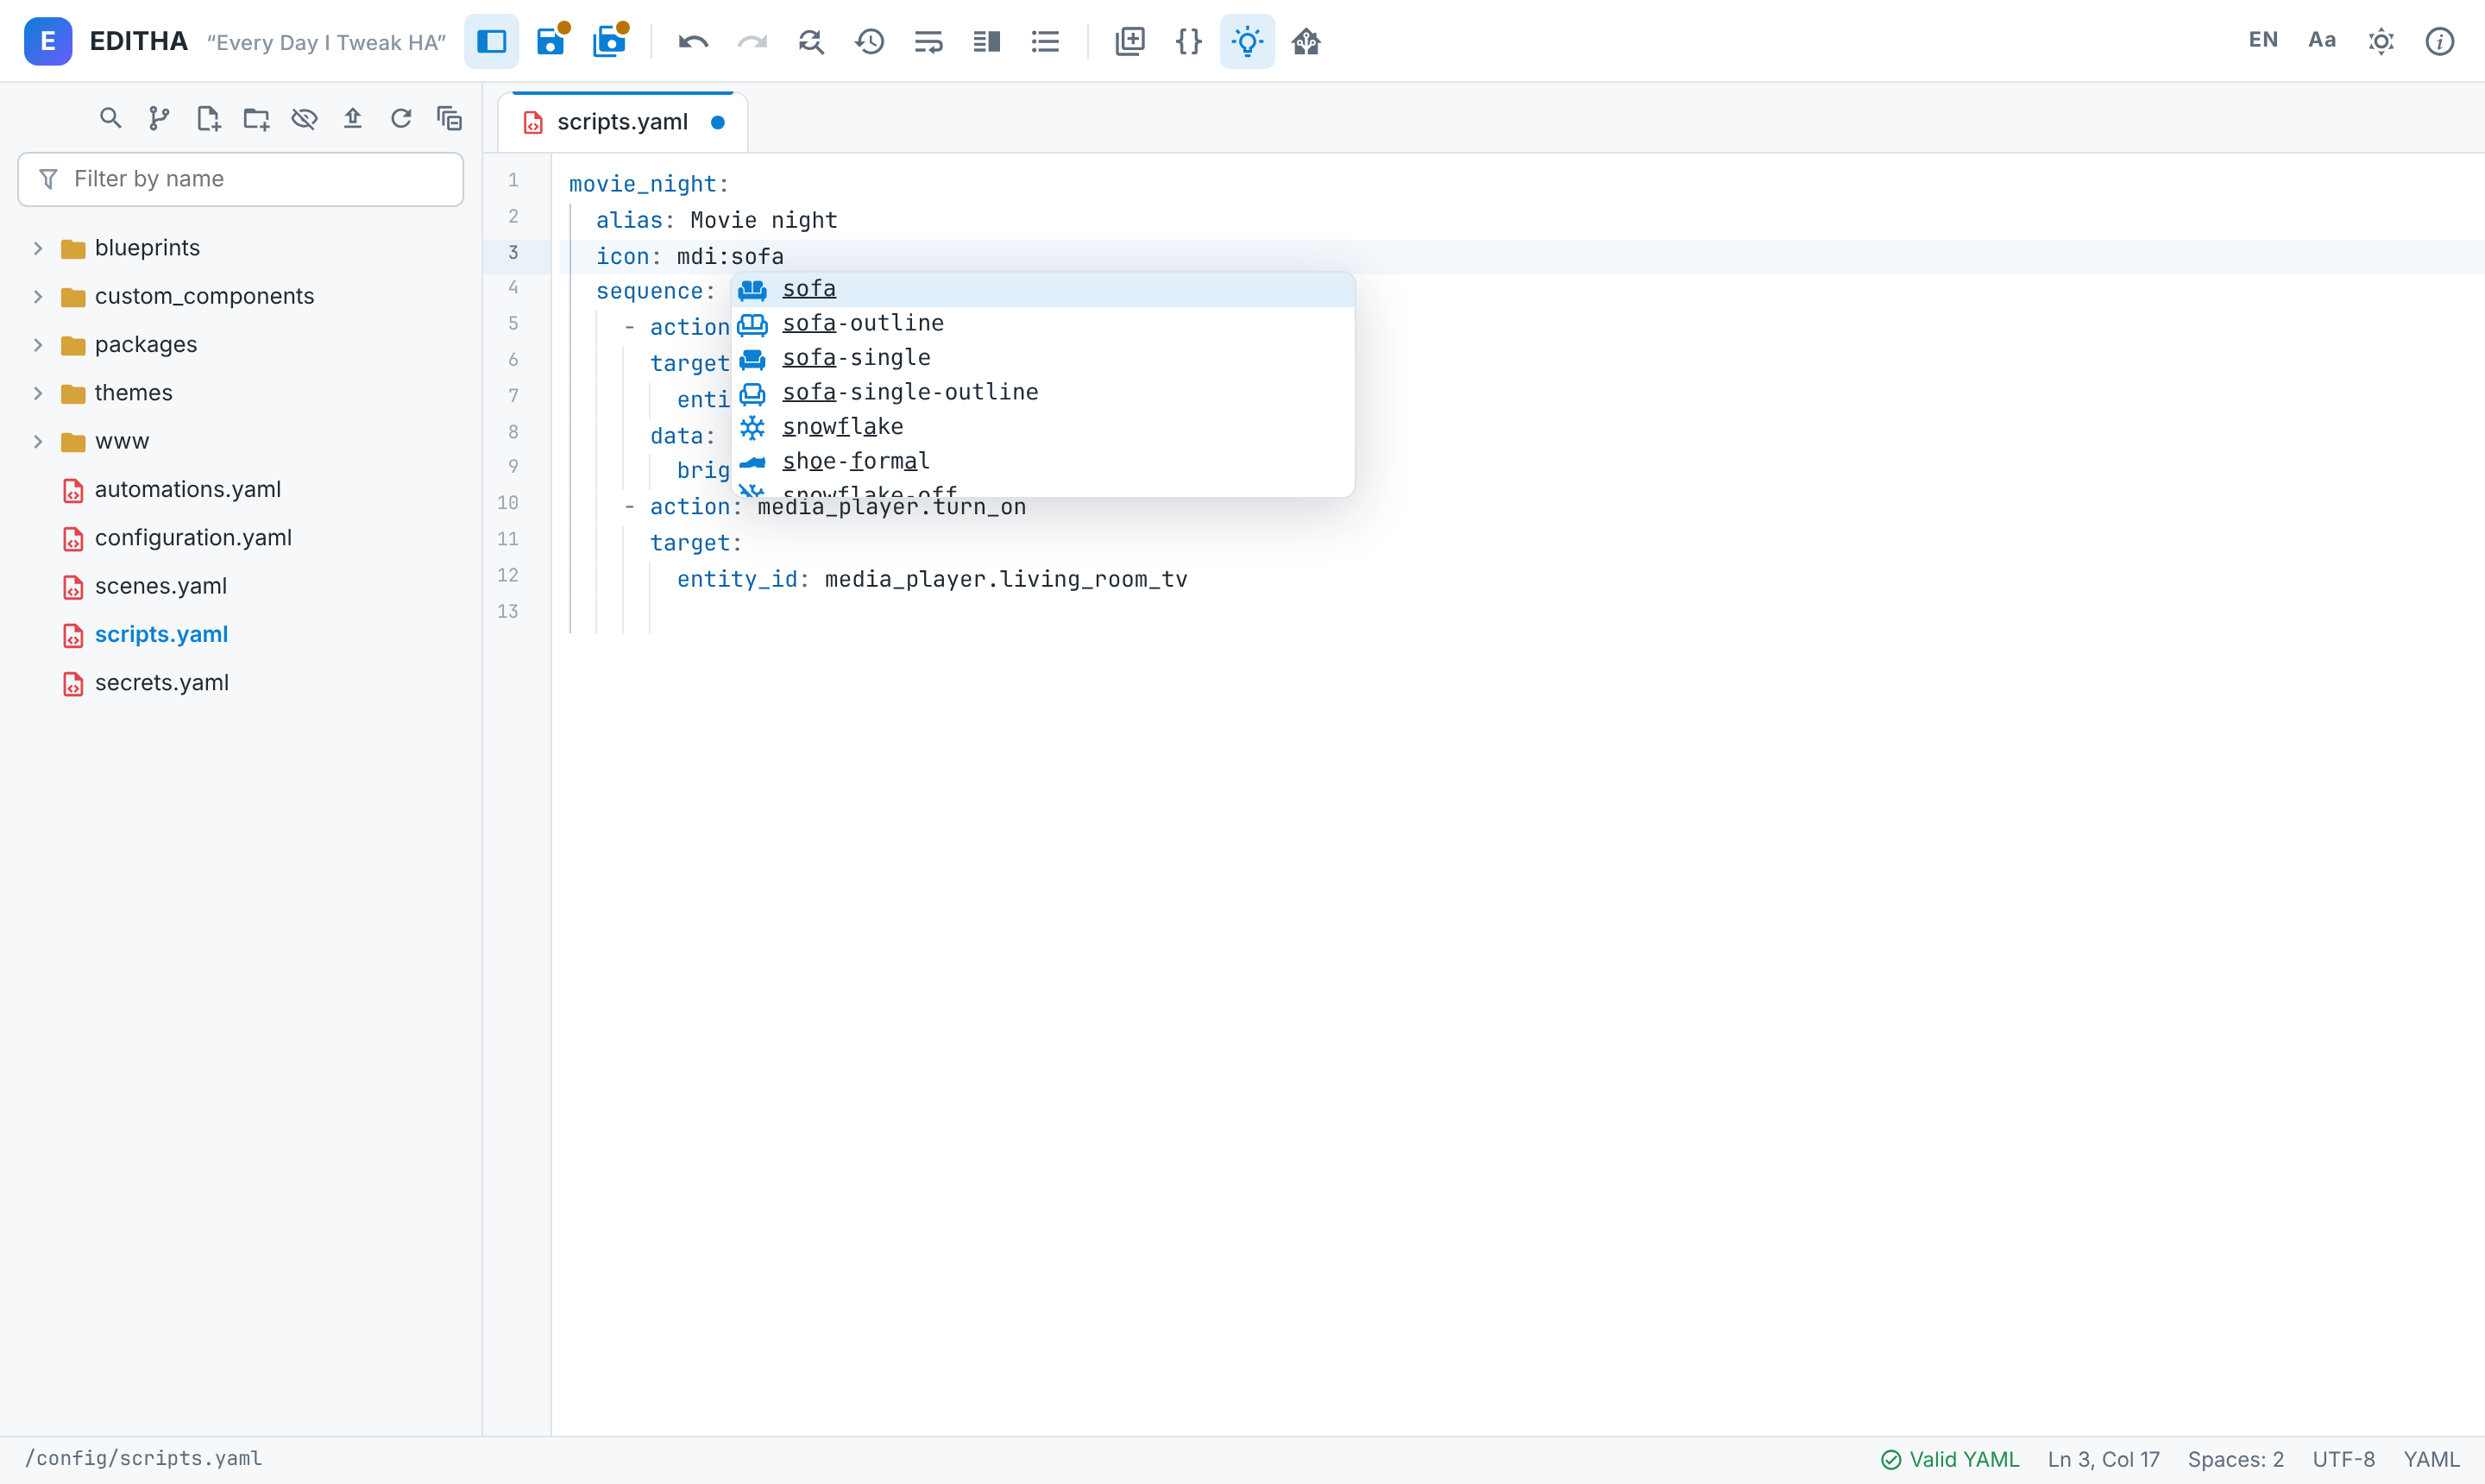 E EDITHA “Every Day I Tweak HA” EN Aa
Filter by name
blueprints
custom_components
packages
themes
www
automations.yaml
configuration.yaml
scenes.yaml
scripts.yaml
secrets.yaml
scripts.yaml
1 movie_night:
2 alias: Movie night
3 icon: mdi:sofa
4 sequence:
5 - action
6 target
7 enti
8 data:
9 brig
10 - action: media_player.turn_on
11 target:
12 entity_id: media_player.living_room_tv
13
sofa
sofa-outline
sofa-single
sofa-single-outline
snowflake
shoe-formal
snowflake-off
/config/scripts.yaml Valid YAML Ln 3, Col 17 Spaces: 2 UTF-8 YAML